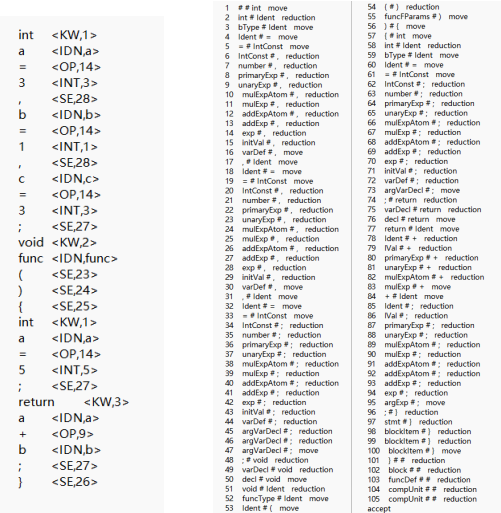 int <KW,1>
a <IDN,a>
= <OP,14>
3 <INT,3>
, <SE,28>
b <IDN,b>
= <OP,14>
1 <INT,1>
, <SE,28>
c <IDN,c>
= <OP,14>
3 <INT,3>
; <SE,27>
void <KW,2>
func <IDN,func>
( <SE,23>
) <SE,24>
{ <SE,25>
int <KW,1>
a <IDN,a>
= <OP,14>
5 <INT,5>
; <SE,27>
return <KW,3>
a <IDN,a>
+ <OP,9>
b <IDN,b>
; <SE,27>
} <SE,26>
1 # # int move
2 int # Ident reduction
3 bType # Ident move
4 Ident # = move
5 = # IntConst move
6 IntConst # , reduction
7 number # , reduction
8 primaryExp # , reduction
9 unaryExp # , reduction
10 mulExpAtom # , reduction
11 mulExp # , reduction
12 addExpAtom # , reduction
13 addExp # , reduction
14 exp # , reduction
15 initVal # , reduction
16 varDef # , move
17 , # Ident move
18 Ident # = move
19 = # IntConst move
20 IntConst # , reduction
21 number # , reduction
22 primaryExp # , reduction
23 unaryExp # , reduction
24 mulExpAtom # , reduction
25 mulExp # , reduction
26 addExpAtom # , reduction
27 addExp # , reduction
28 exp # , reduction
29 initVal # , reduction
30 varDef # , move
31 , # Ident move
32 Ident # = move
33 = # IntConst move
34 IntConst # ; reduction
35 number # ; reduction
36 primaryExp # ; reduction
37 unaryExp # ; reduction
38 mulExpAtom # ; reduction
39 mulExp # ; reduction
40 addExpAtom # ; reduction
41 addExp # ; reduction
42 exp # ; reduction
43 initVal # ; reduction
44 varDef # ; reduction
45 argVarDecl # ; reduction
46 argVarDecl # ; reduction
47 argVarDecl # ; move
48 ; # void reduction
49 varDecl # void reduction
50 decl # void move
51 void # Ident reduction
52 funcType # Ident move
53 Ident # ( move
54 ( # ) reduction
55 funcFParams # ) move
56 ) # { move
57 { # int move
58 int # Ident reduction
59 bType # Ident move
60 Ident # = move
61 = # IntConst move
62 IntConst # ; reduction
63 number # ; reduction
64 primaryExp # ; reduction
65 unaryExp # ; reduction
66 mulExpAtom # ; reduction
67 mulExp # ; reduction
68 addExpAtom # ; reduction
69 addExp # ; reduction
70 exp # ; reduction
71 initVal # ; reduction
72 varDef # ; reduction
73 argVarDecl # ; move
74 ; # return reduction
75 varDecl # return reduction
76 decl # return move
77 return # Ident move
78 Ident # + reduction
79 lVal # + reduction
80 primaryExp # + reduction
81 unaryExp # + reduction
82 mulExpAtom # + reduction
83 mulExp # + move
84 + # Ident move
85 Ident # ; reduction
86 lVal # ; reduction
87 primaryExp # ; reduction
88 unaryExp # ; reduction
89 mulExpAtom # ; reduction
90 mulExp # ; reduction
91 addExpAtom # ; reduction
92 addExpAtom # ; reduction
93 addExp # ; reduction
94 exp # ; reduction
95 argExp # ; move
96 ; # } reduction
97 stmt # } reduction
98 blockItem # } reduction
99 blockItem # } reduction
100 blockItem # } move
101 } # # reduction
102 block # # reduction
103 funcDef # # reduction
104 compUnit # # reduction
105 compUnit # # reduction
accept